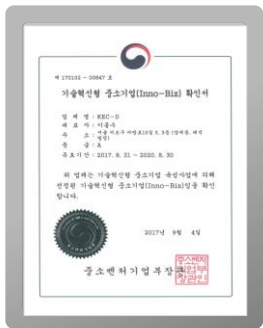 제 170102 - 00847 호
기술혁신형 중소기업(Inno-Biz) 확인서
업 체 명 : REC-D
대 표 자 :
주 소 : 서울
등 급 : A
유효기간 : 2017. 8. 31 ~ 2020. 8. 30
위 업체는 기술혁신형 중소기업 육성사업에 의해
선정된 기술혁신형 중소기업(Inno-Biz)임을 확인
합니다.
2017년 9월 4일
중소벤처기업부장관